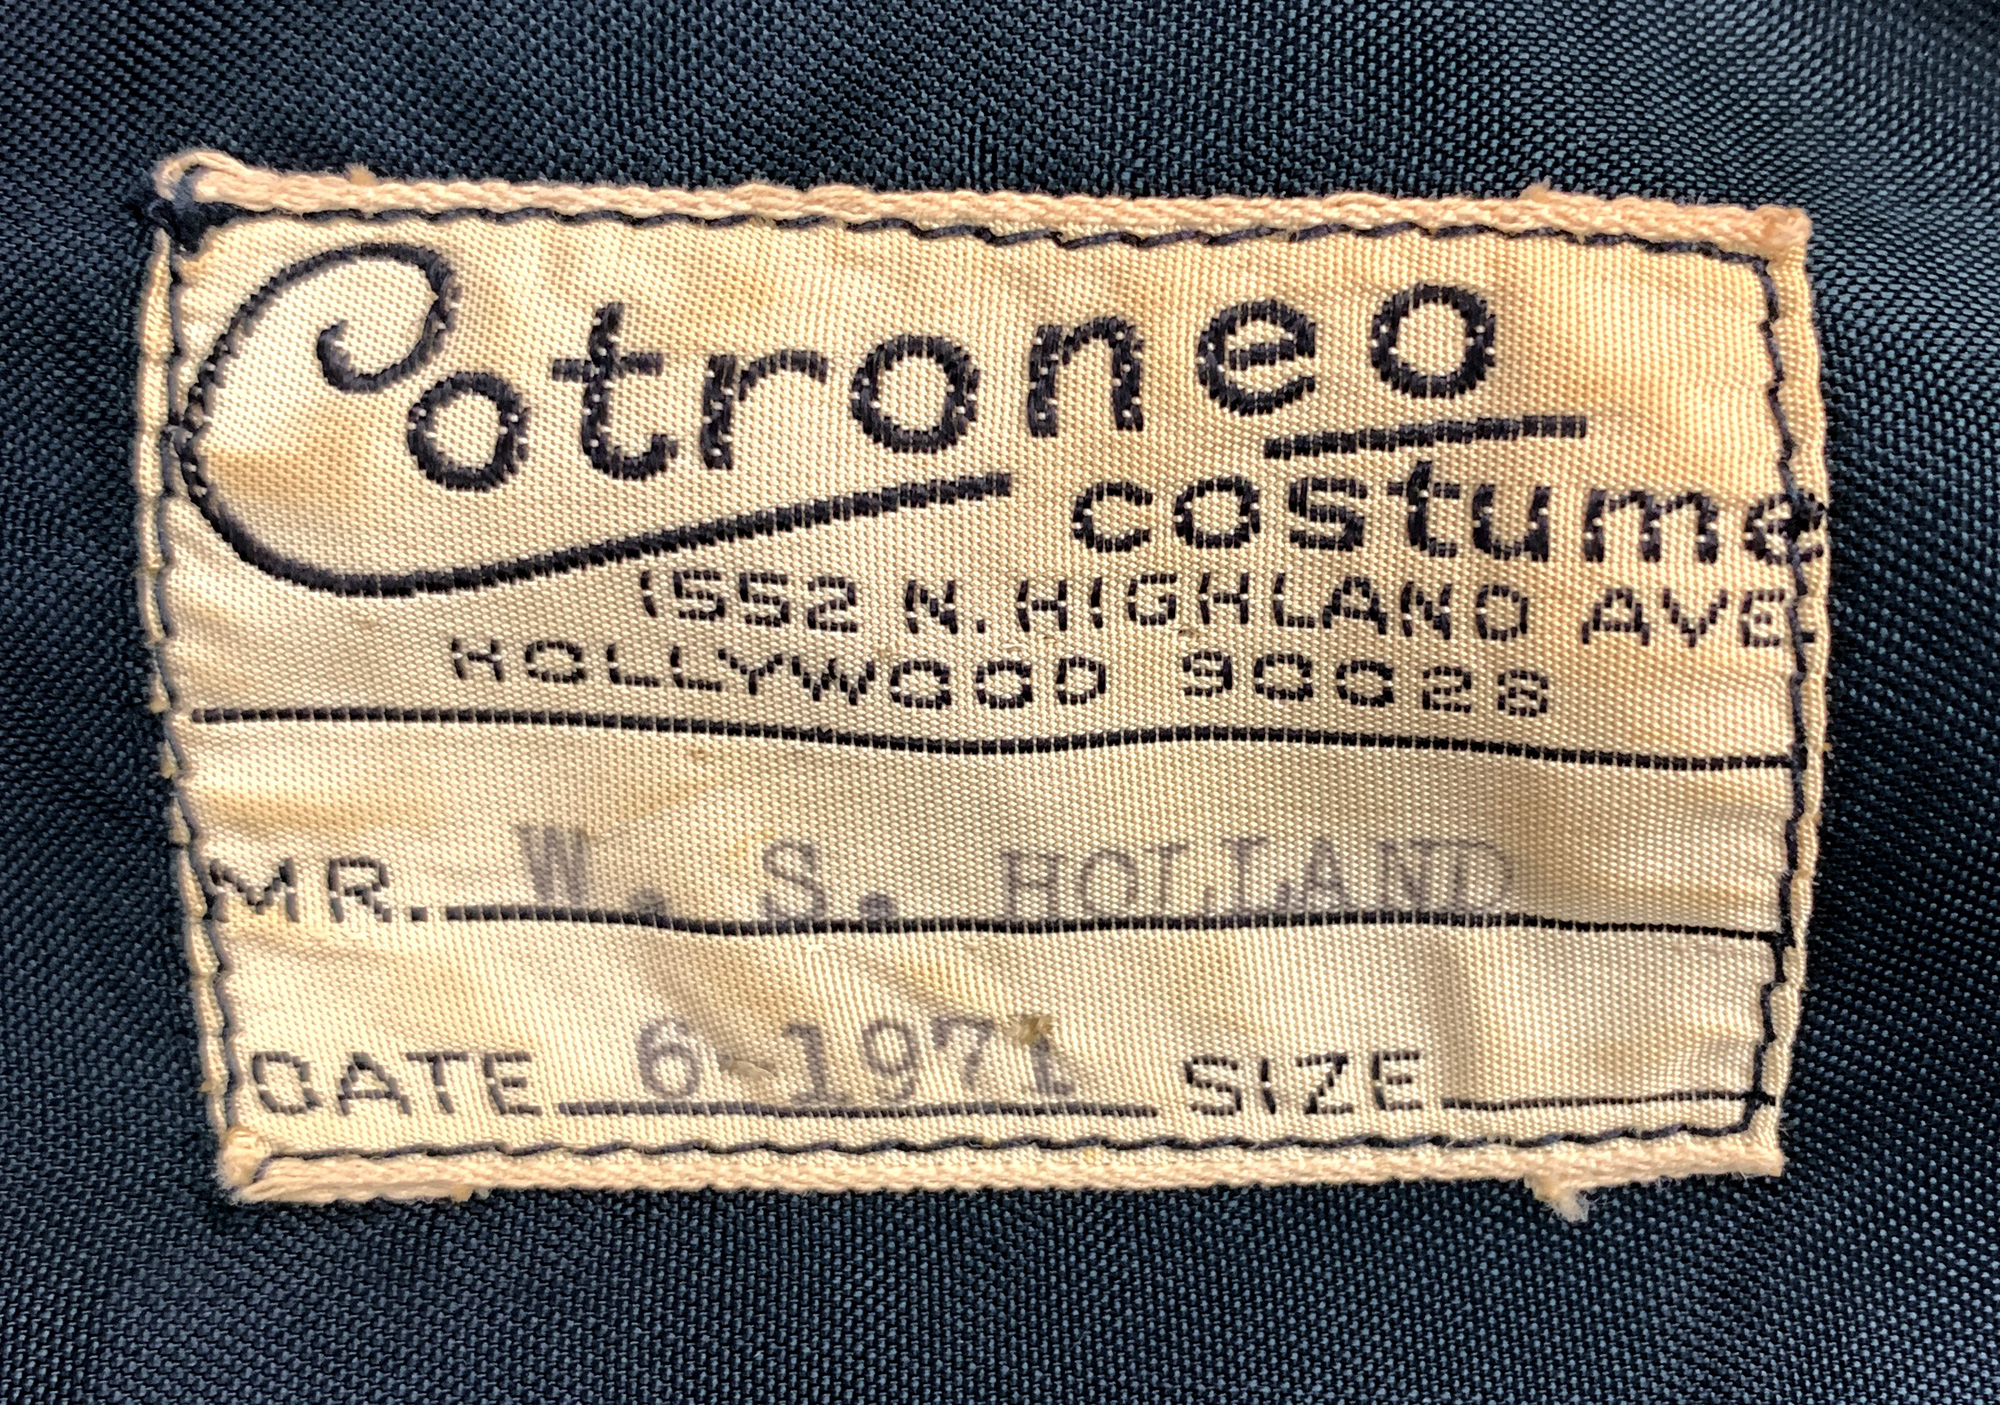 Cotroneo
costume
1552 N. HIGHLAND AVE.
HOLLYWOOD 90028
MR. W. S. HOLLAND
DATE 6-1971 SIZE